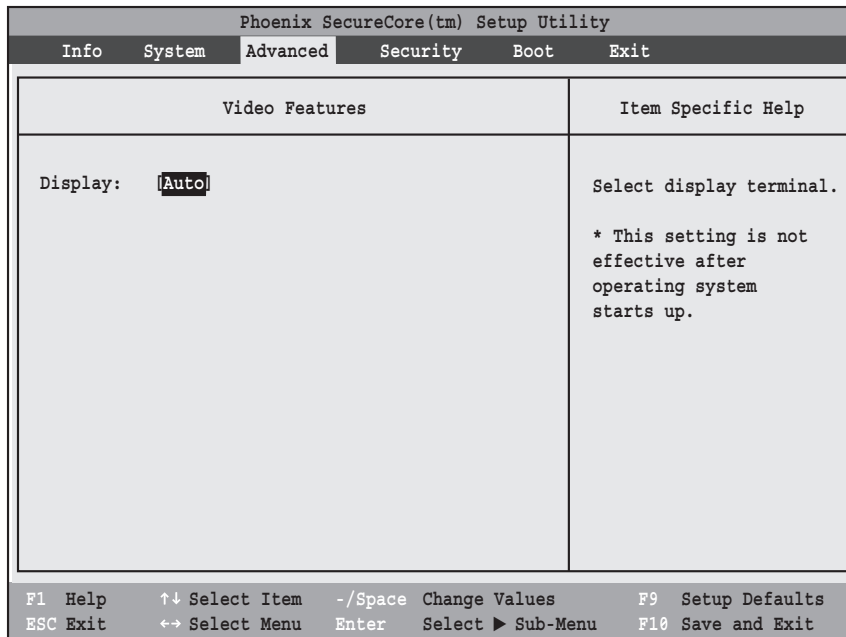 Phoenix SecureCore(tm) Setup Utility
Info System Advanced Security Boot Exit
Video Features
Item Specific Help
Display: [Auto]
Select display terminal.
* This setting is not
effective after
operating system
starts up.
F1 Help ↑↓ Select Item -/Space Change Values F9 Setup Defaults
ESC Exit ←→ Select Menu Enter Select ▶ Sub-Menu F10 Save and Exit